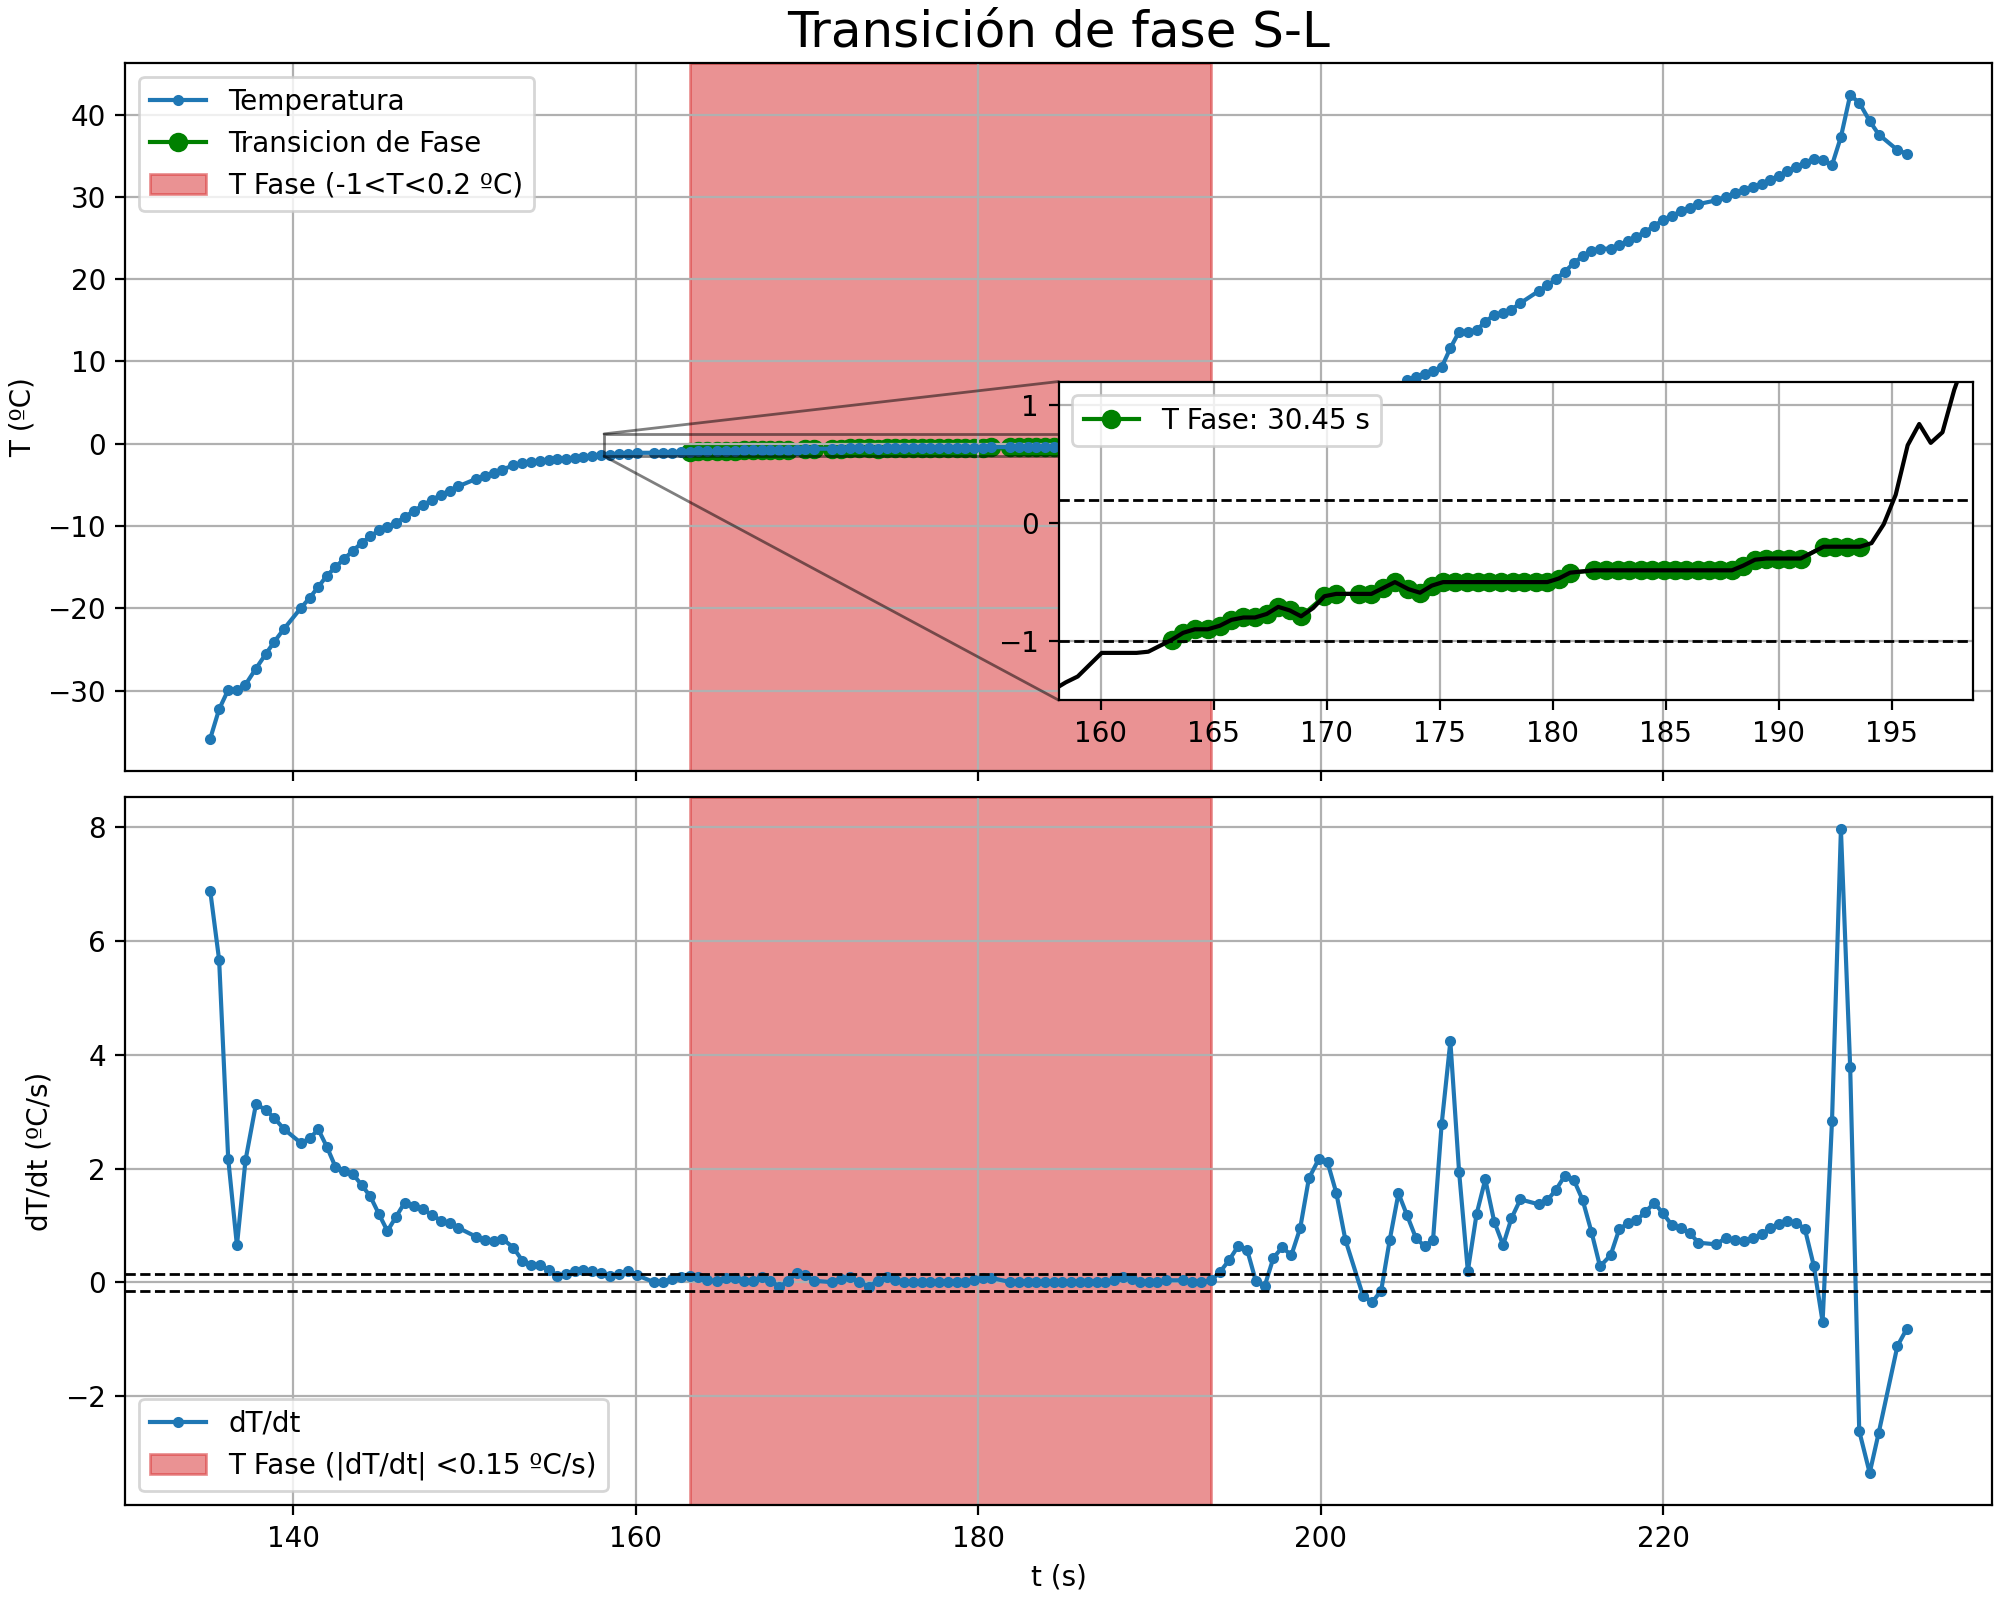 Transición de fase S-L
Temperatura
Transicion de Fase
T Fase (-1<T<0.2 ºC)
T (ºC)
40
30
20
10
0
−10
−20
−30
T Fase: 30.45 s
1
0
−1
160 165 170 175 180 185 190 195
dT/dt (ºC/s)
8
6
4
2
0
−2
dT/dt
T Fase (|dT/dt| <0.15 ºC/s)
140 160 180 200 220
t (s)